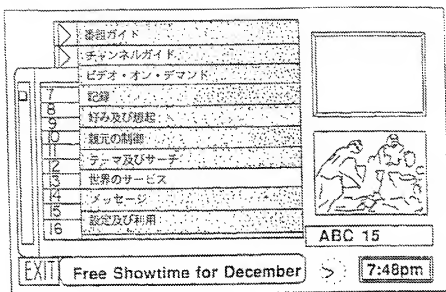 番組ガイド
チャンネルガイド
ビデオ・オン・デマンド
7 記録
8 好み及び想起
9 親元の制御
10 テーマ及びサーチ
12 世界のサービス
13 メッセージ
14 設定及び利用
15
16
ABC 15
EXIT Free Showtime for December > 7:48pm